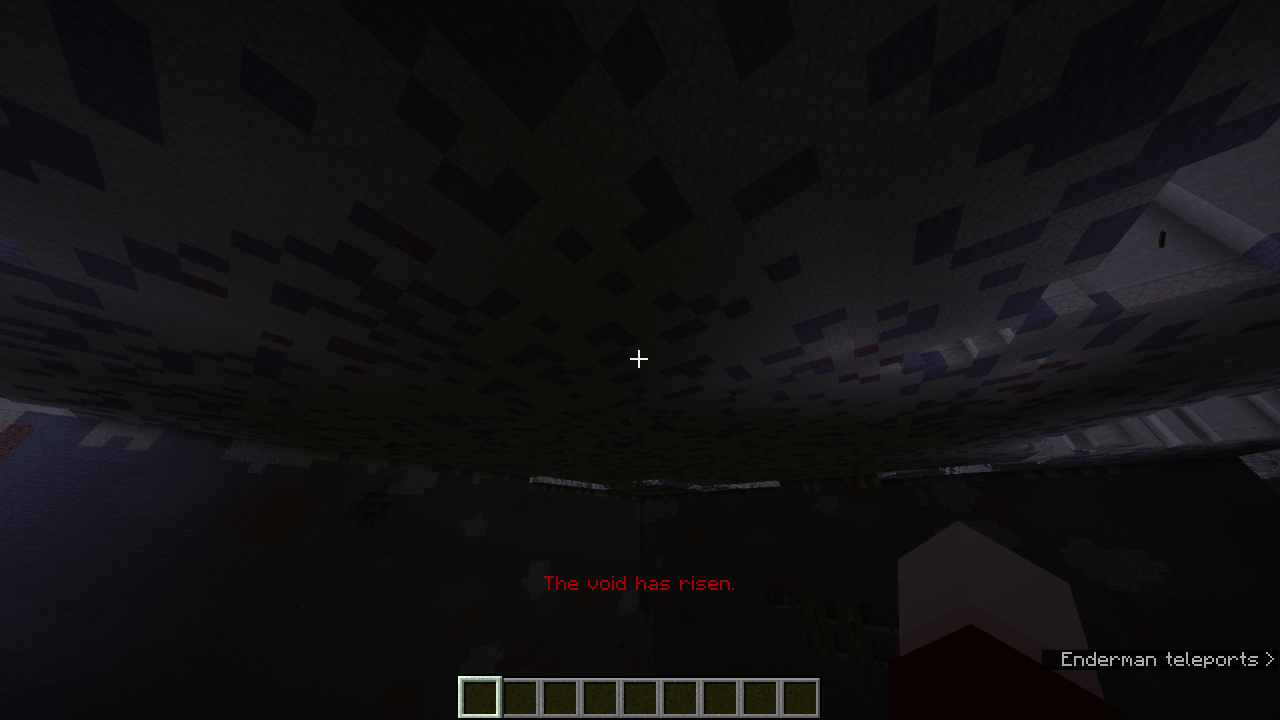 The void has risen.
Enderman teleports >